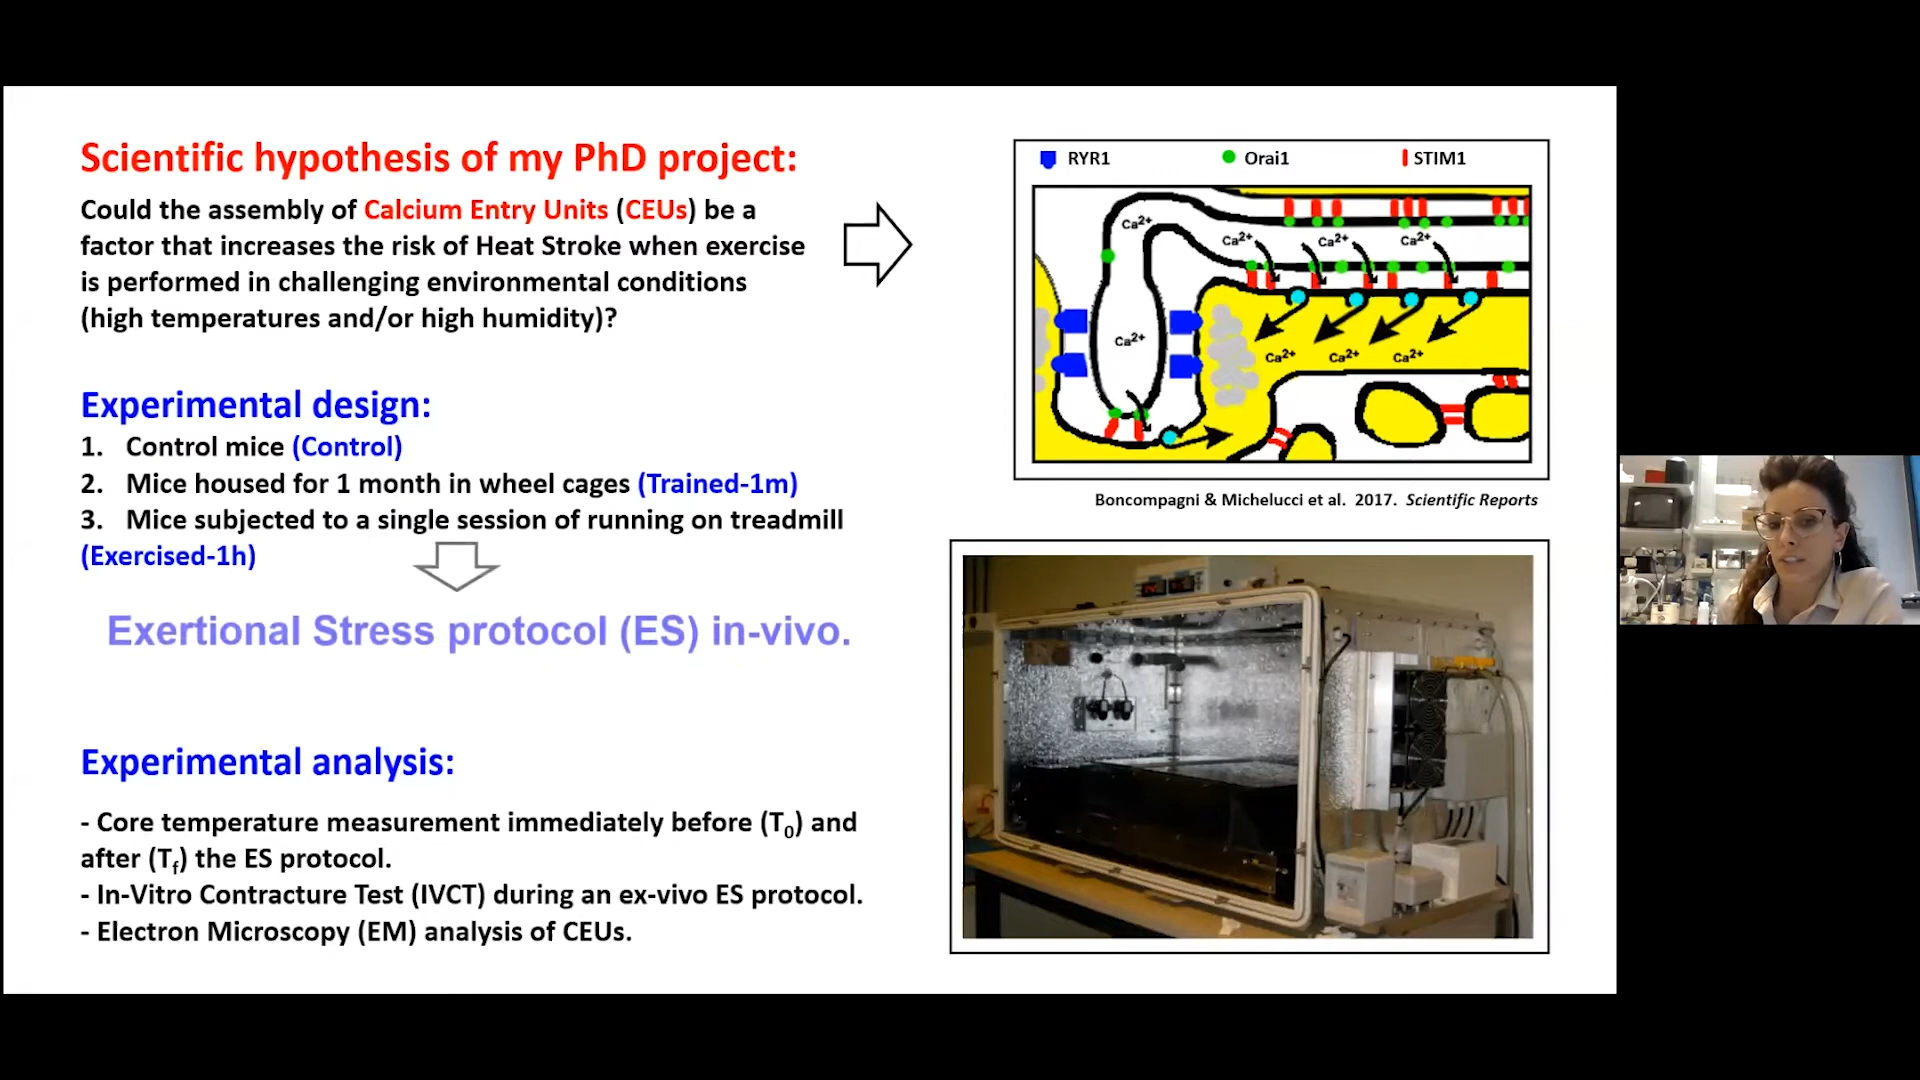 Scientific hypothesis of my PhD project:
Could the assembly of Calcium Entry Units (CEUs) be a
factor that increases the risk of Heat Stroke when exercise
is performed in challenging environmental conditions
(high temperatures and/or high humidity)?
Experimental design:
1. Control mice (Control)
2. Mice housed for 1 month in wheel cages (Trained-1m)
3. Mice subjected to a single session of running on treadmill
(Exercised-1h)
Exertional Stress protocol (ES) in-vivo.
Experimental analysis:
- Core temperature measurement immediately before (T0) and
after (Tf) the ES protocol.
- In-Vitro Contracture Test (IVCT) during an ex-vivo ES protocol.
- Electron Microscopy (EM) analysis of CEUs.
RYR1 Orai1 STIM1
Ca2+
Ca2+ Ca2+ Ca2+
Ca2+
Ca2+ Ca2+ Ca2+
Boncompagni & Michelucci et al. 2017. Scientific Reports